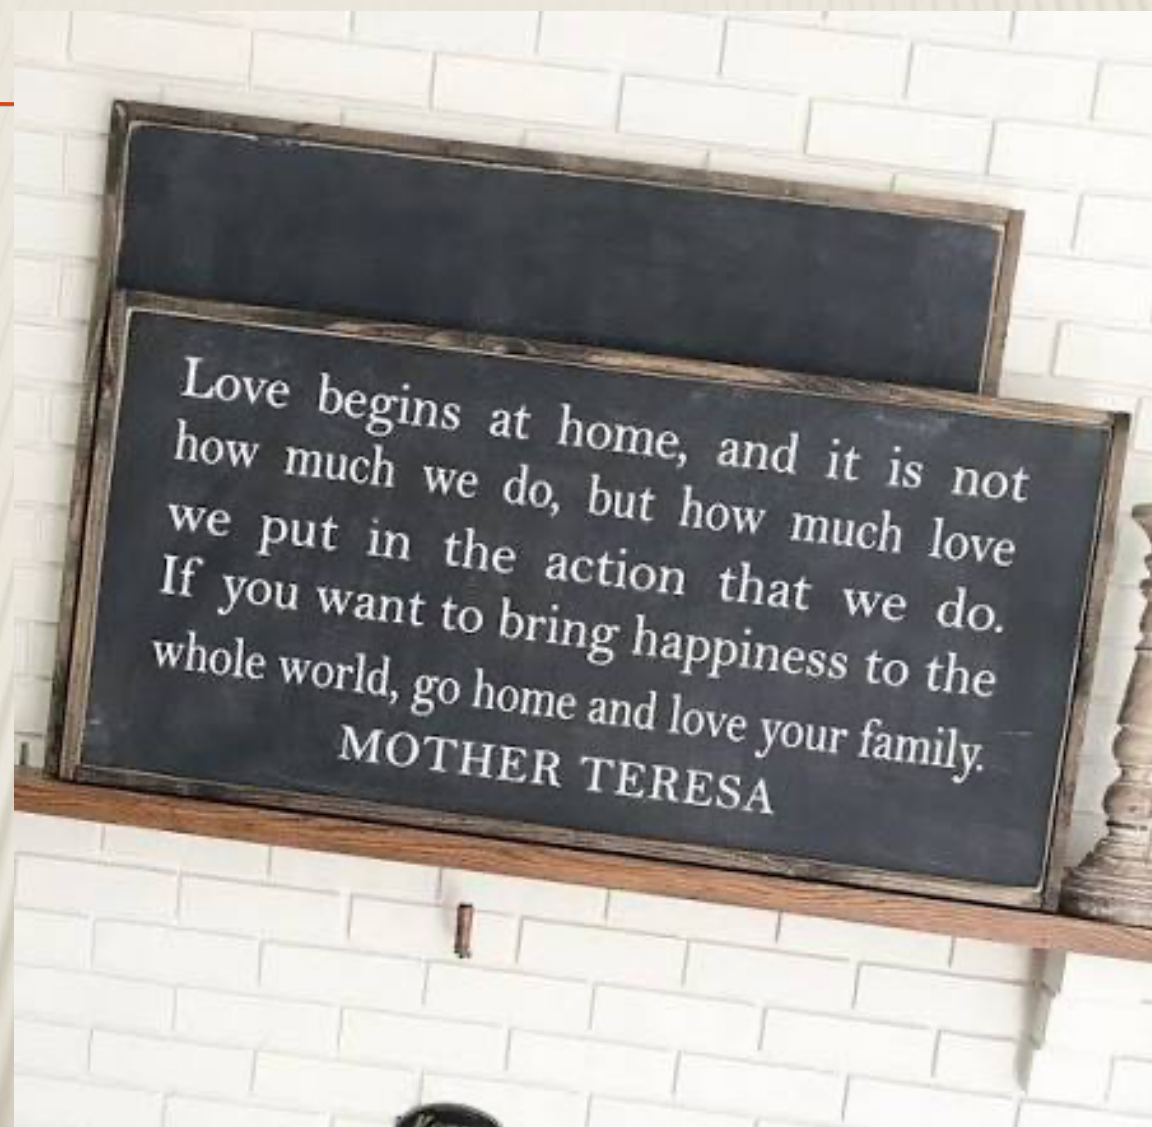 Love begins at home, and it is not
how much we do, but how much love
we put in the action that we do.
If you want to bring happiness to the
whole world, go home and love your family.
MOTHER TERESA